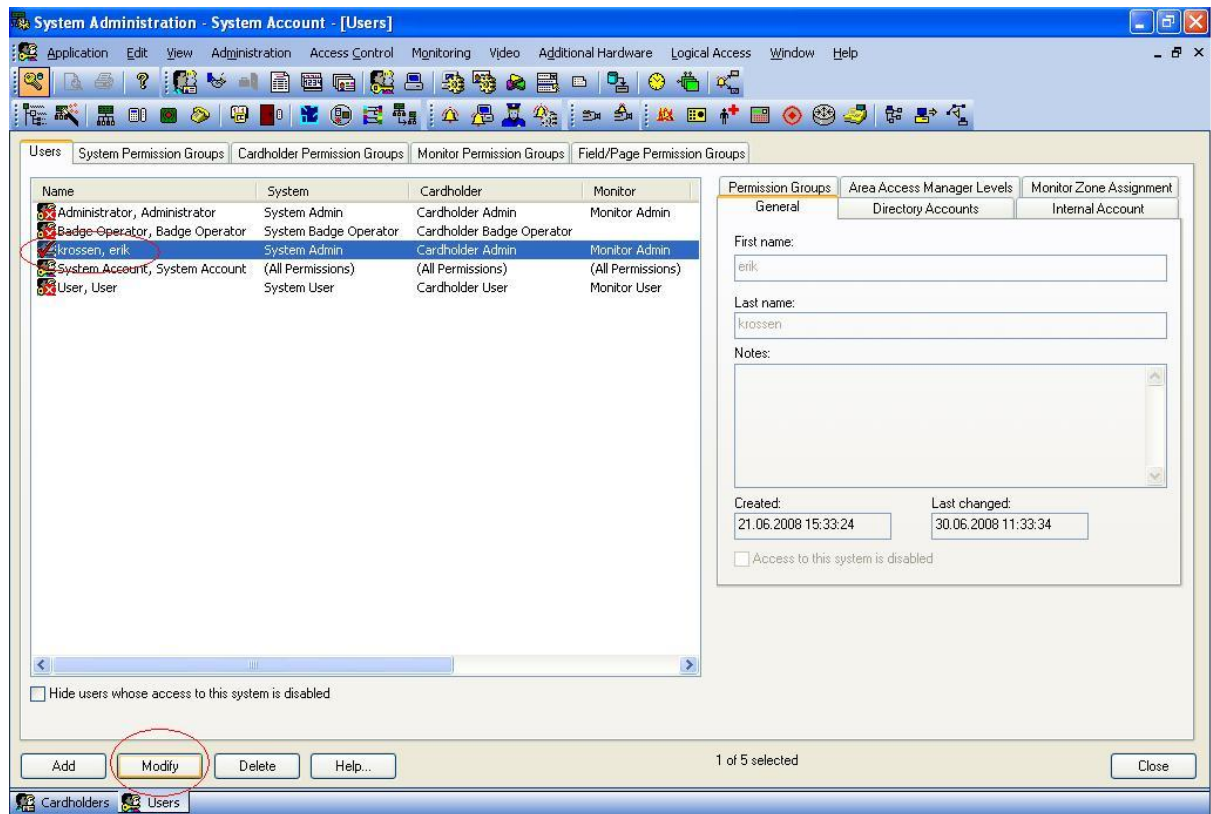 System Administration - System Account - [Users]
Application Edit View Administration Access Control Monitoring Video Additional Hardware Logical Access Window Help
Users System Permission Groups Cardholder Permission Groups Monitor Permission Groups Field/Page Permission Groups
Name System Cardholder Monitor
Administrator, Administrator System Admin Cardholder Admin Monitor Admin
Badge Operator, Badge Operator System Badge Operator Cardholder Badge Operator
krossen, erik System Admin Cardholder Admin Monitor Admin
System Account, System Account (All Permissions) (All Permissions) (All Permissions)
User, User System User Cardholder User Monitor User
Hide users whose access to this system is disabled
Permission Groups Area Access Manager Levels Monitor Zone Assignment
General Directory Accounts Internal Account
First name:
erik
Last name:
krossen
Notes:
Created: Last changed:
21.06.2008 15:33:24 30.06.2008 11:33:34
Access to this system is disabled
Add Modify Delete Help... 1 of 5 selected Close
Cardholders Users